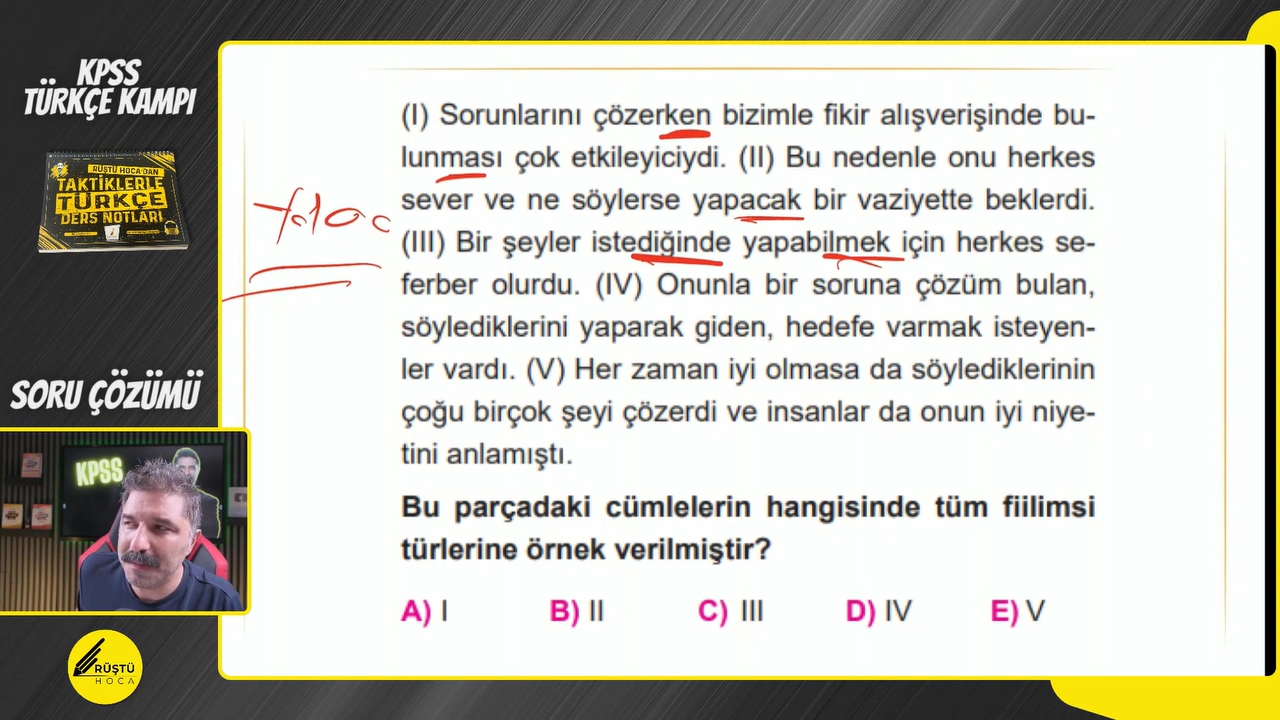 KPSS
TÜRKÇE KAMPI
RÜŞTÜ HOCA'DAN
TAKTİKLERLE
TÜRKÇE
DERS NOTLARI
SORU ÇÖZÜMÜ
KPSS
RÜŞTÜ
HOCA
(I) Sorunlarını çözerken bizimle fikir alışverişinde bu-
lunması çok etkileyiciydi. (II) Bu nedenle onu herkes
sever ve ne söylerse yapacak bir vaziyette beklerdi.
(III) Bir şeyler istediğinde yapabilmek için herkes se-
ferber olurdu. (IV) Onunla bir soruna çözüm bulan,
söylediklerini yaparak giden, hedefe varmak isteyen-
ler vardı. (V) Her zaman iyi olmasa da söylediklerinin
çoğu birçok şeyi çözerdi ve insanlar da onun iyi niye-
tini anlamıştı.
Bu parçadaki cümlelerin hangisinde tüm fiilimsi
türlerine örnek verilmiştir?
A) I B) II C) III D) IV E) V